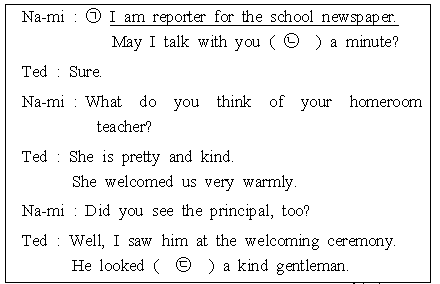 Na-mi : ㉠ I am reporter for the school newspaper.
May I talk with you ( ㉡ ) a minute?
Ted : Sure.
Na-mi : What do you think of your homeroom
teacher?
Ted : She is pretty and kind.
She welcomed us very warmly.
Na-mi : Did you see the principal, too?
Ted : Well, I saw him at the welcoming ceremony.
He looked ( ㉢ ) a kind gentleman.